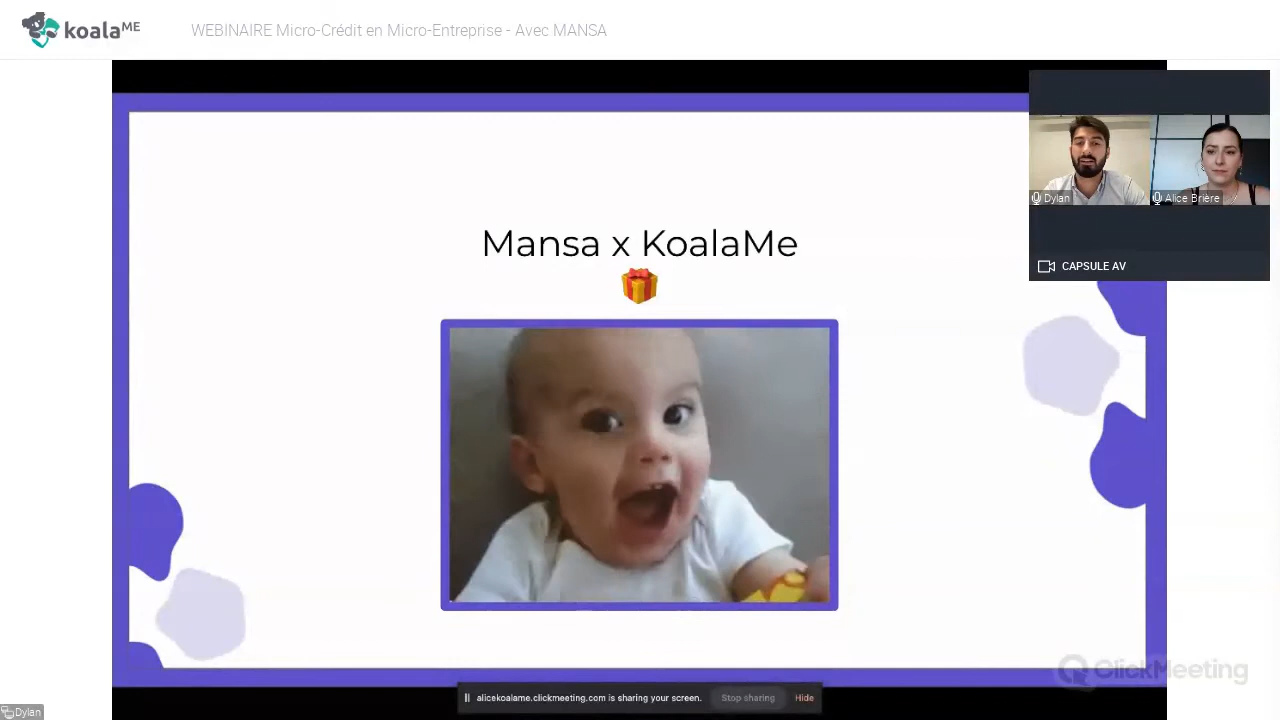 koalaME
WEBINAIRE Micro-Crédit en Micro-Entreprise - Avec MANSA
Mansa x KoalaMe
Dylan
Alice Brière
CAPSULE AV
ClickMeeting
alicekoalame.clickmeeting.com is sharing your screen.
Stop sharing
Hide
Dylan